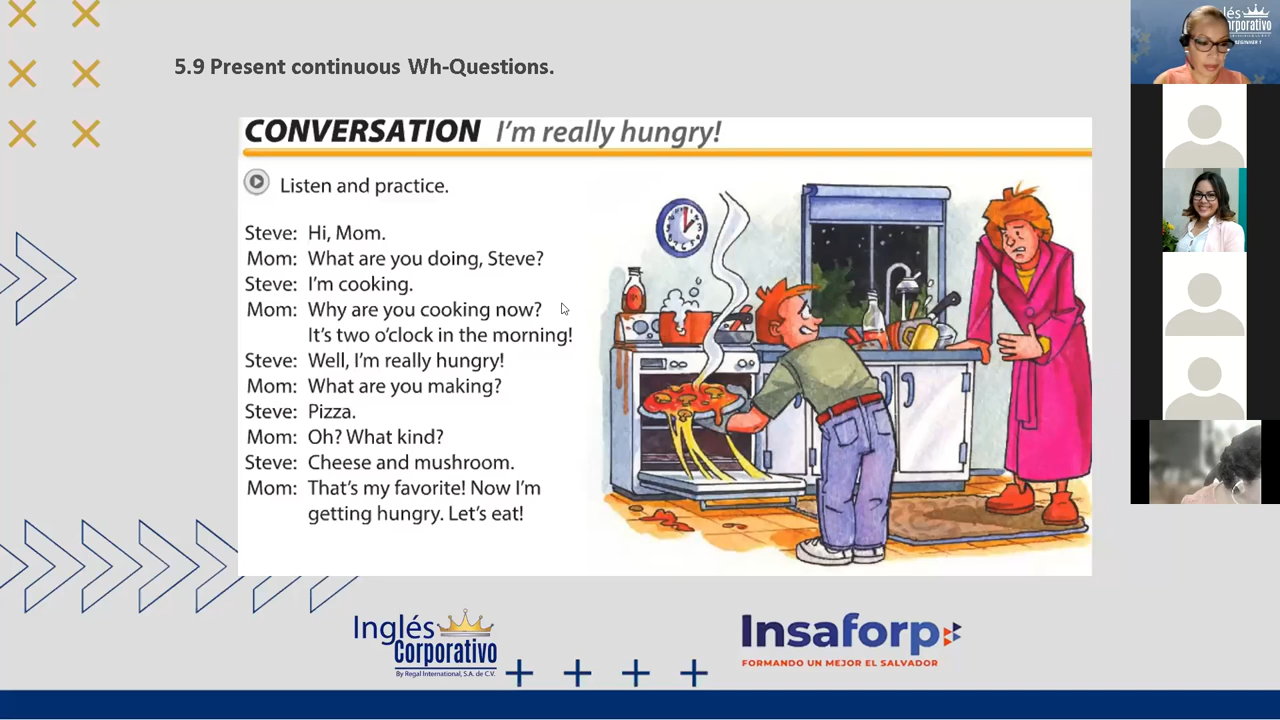 5.9 Present continuous Wh-Questions.
CONVERSATION I'm really hungry!
Listen and practice.
Steve: Hi, Mom.
Mom: What are you doing, Steve?
Steve: I'm cooking.
Mom: Why are you cooking now?
It's two o'clock in the morning!
Steve: Well, I'm really hungry!
Mom: What are you making?
Steve: Pizza.
Mom: Oh? What kind?
Steve: Cheese and mushroom.
Mom: That's my favorite! Now I'm
getting hungry. Let's eat!
Inglés
Corporativo
By Regal International, S.A. de C.V.
Insaforp
FORMANDO UN MEJOR EL SALVADOR